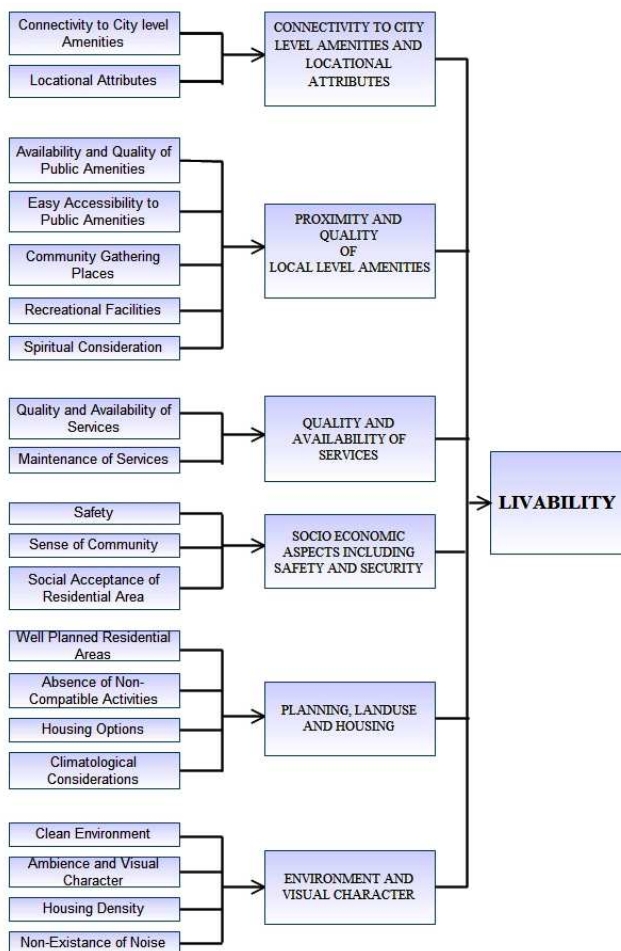 Connectivity to City level
Amenities
Locational Attributes
CONNECTIVITY TO CITY
LEVEL AMENITIES AND
LOCATIONAL
ATTRIBUTES
Availability and Quality of
Public Amenities
Easy Accessibility to
Public Amenities
Community Gathering
Places
Recreational Facilities
Spiritual Consideration
PROXIMITY AND
QUALITY
OF
LOCAL LEVEL AMENITIES
Quality and Availability of
Services
Maintenance of Services
QUALITY AND
AVAILABILITY OF
SERVICES
Safety
Sense of Community
Social Acceptance of
Residential Area
SOCIO ECONOMIC
ASPECTS INCLUDING
SAFETY AND SECURITY
Well Planned Residential
Areas
Absence of Non-
Compatible Activities
Housing Options
Climatological
Considerations
PLANNING, LANDUSE
AND HOUSING
Clean Environment
Ambience and Visual
Character
Housing Density
Non-Existance of Noise
ENVIRONMENT AND
VISUAL CHARACTER
LIVABILITY